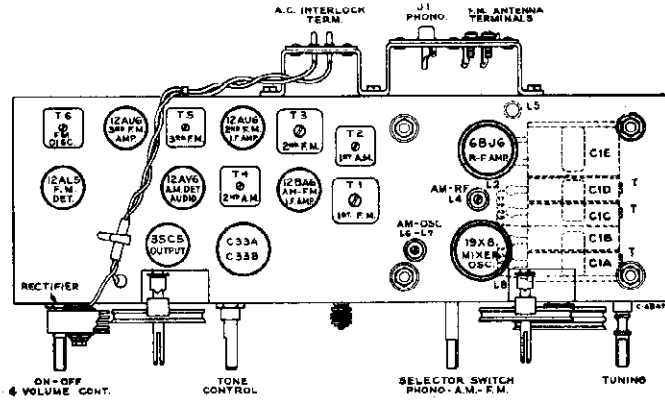 A.C. INTERLOCK
TERM.
J1
PHONO.
F.M. ANTENNA
TERMINALS
T6
F.M.
DISC.
12AU6
3RD F.M.
AMP.
T5
3RD F.M.
12AU6
2ND F.M.
I.F. AMP.
T3
2ND F.M.
T2
1ST A.M.
L5
6BJ6
R-F AMP.
C1E
12AL5
F.M.
DET.
12AV6
A.M. DET
AUDIO
T4
2ND A.M.
12BA6
AM-FM
I.F. AMP.
T1
1ST F.M.
AM-RF
L4
L2
C1D
T
C1C
T
35C5
OUTPUT
C33A
C33B
AM-OSC
L6-L7
19X8
MIXER
OSC.
C1B
T
C1A
L8
RECTIFIER
ON-OFF
& VOLUME CONT.
TONE
CONTROL
SELECTOR SWITCH
PHONO-A.M.-F.M.
TUNING